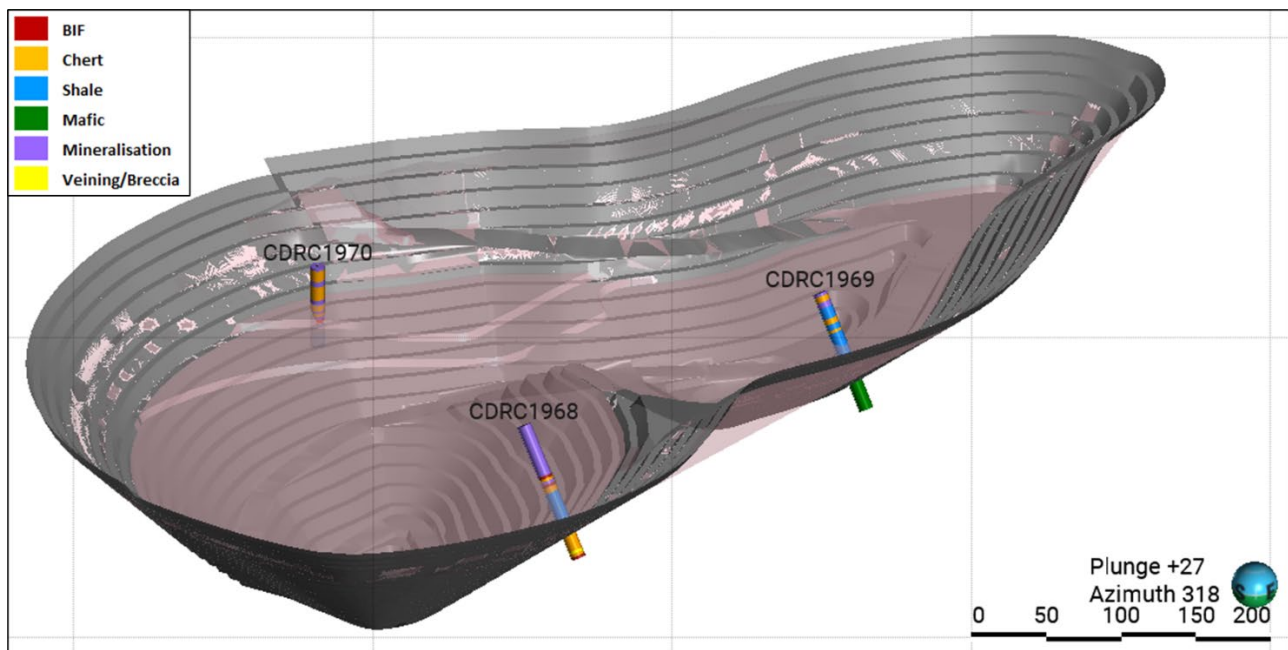 BIF
Chert
Shale
Mafic
Mineralisation
Veining/Breccia
CDRC1970
CDRC1969
CDRC1968
Plunge +27
Azimuth 318
0 50 100 150 200
S E